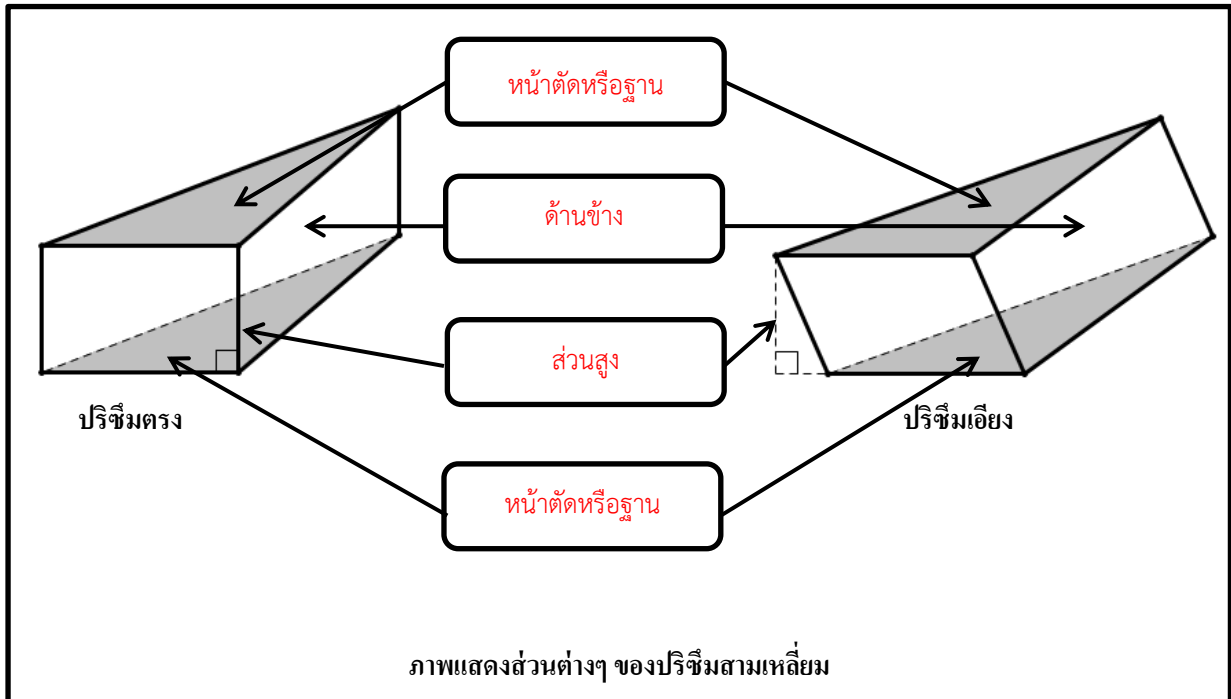 หน้าตัดหรือฐาน
ด้านข้าง
ส่วนสูง
ปริซึมตรง
ปริซึมเอียง
หน้าตัดหรือฐาน
ภาพแสดงส่วนต่างๆ ของปริซึมสามเหลี่ยม